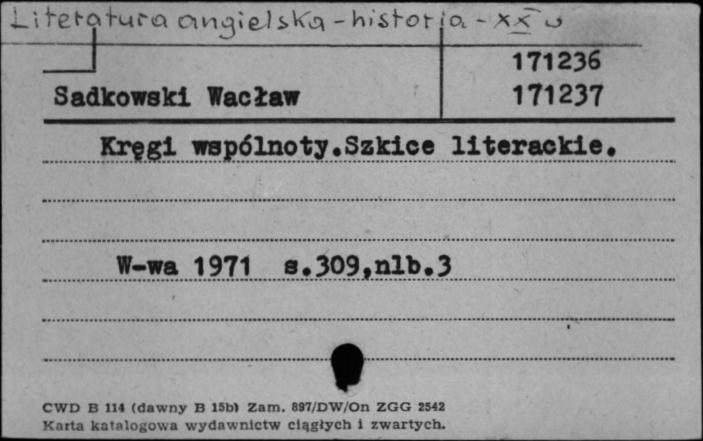 Literatura angielska - historia - XX w
171236
Sadkowski Wacław 171237
Kręgi wspólnoty.Szkice literackie.
W-wa 1971 s.309,nlb.3
CWD B 114 (dawny B 15b) Zam. 897/DW/On ZGG 2542
Karta katalogowa wydawnictw ciągłych i zwartych.